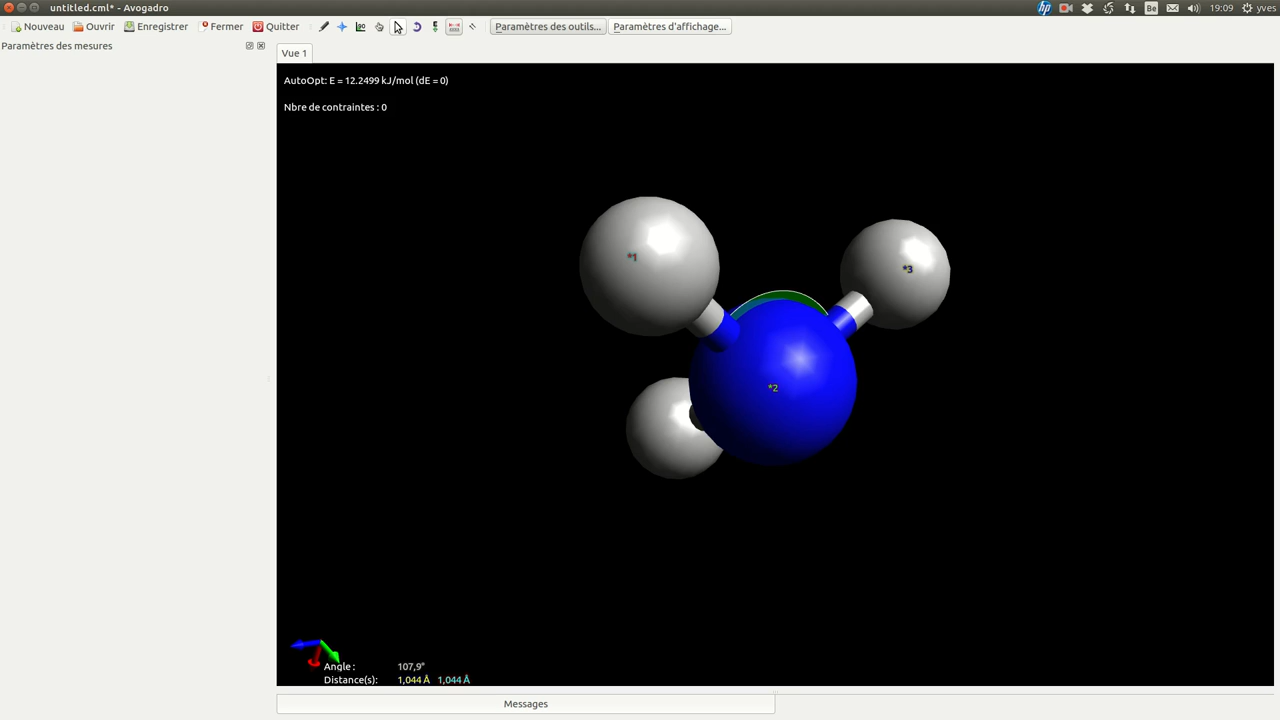 untitled.cml* - Avogadro
hp
Be
19:09
yves
Nouveau
Ouvrir
Enregistrer
Fermer
Quitter
Paramètres des outils...
Paramètres d'affichage...
Paramètres des mesures
Vue 1
AutoOpt: E = 12.2499 kJ/mol (dE = 0)
Nbre de contraintes : 0
*1
*3
*2
Angle : 107,9°
Distance(s): 1,044 Å 1,044 Å
Messages